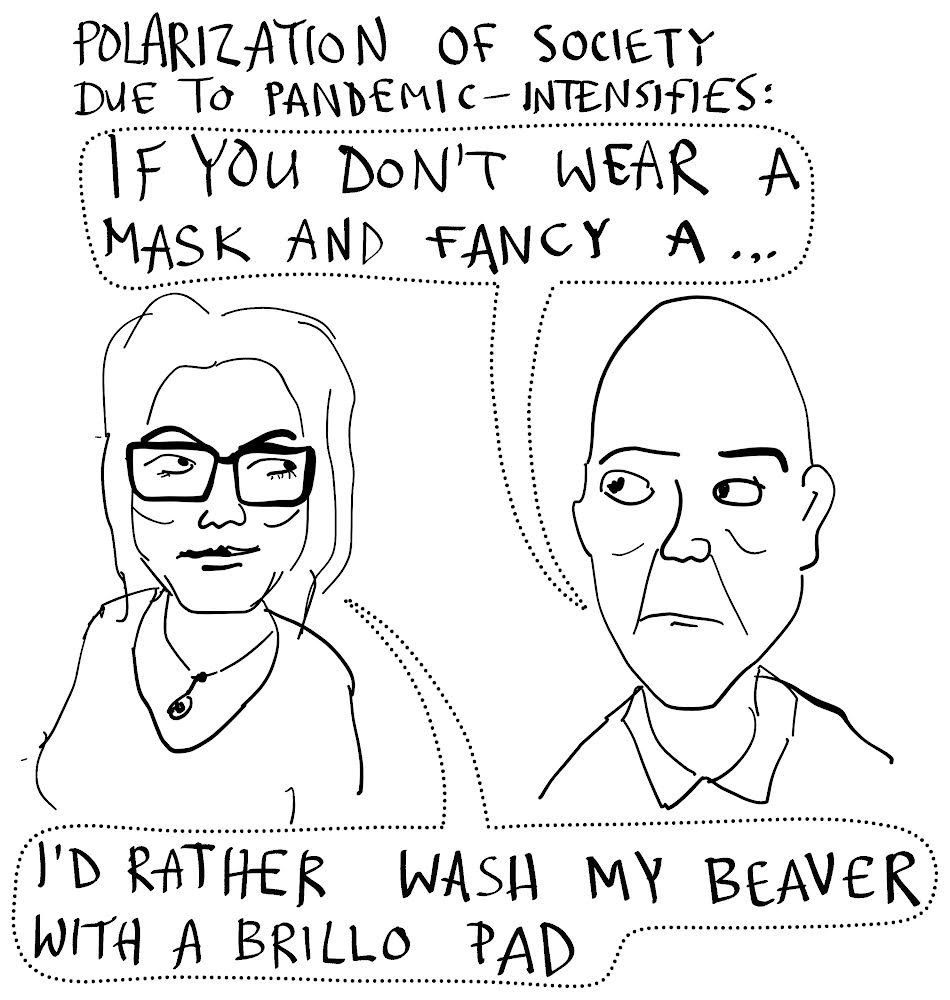 POLARIZATION OF SOCIETY
DUE TO PANDEMIC-INTENSIFIES:
IF YOU DON'T WEAR A
MASK AND FANCY A...
I'D RATHER WASH MY BEAVER
WITH A BRILLO PAD